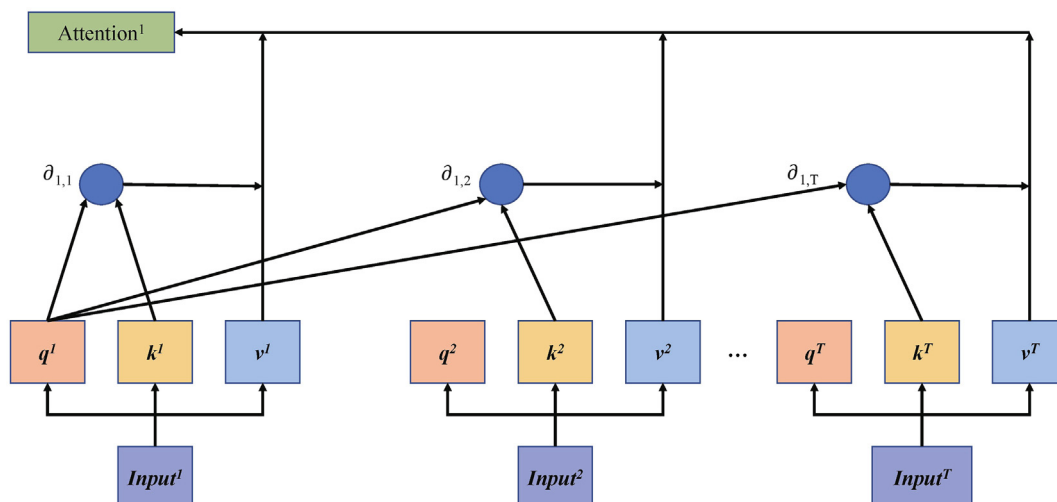 Attention¹
∂1,1
∂1,2
∂1,T
q¹ k¹ v¹ q² k² v² ... qᵀ kᵀ vᵀ
Input¹ Input² Inputᵀ